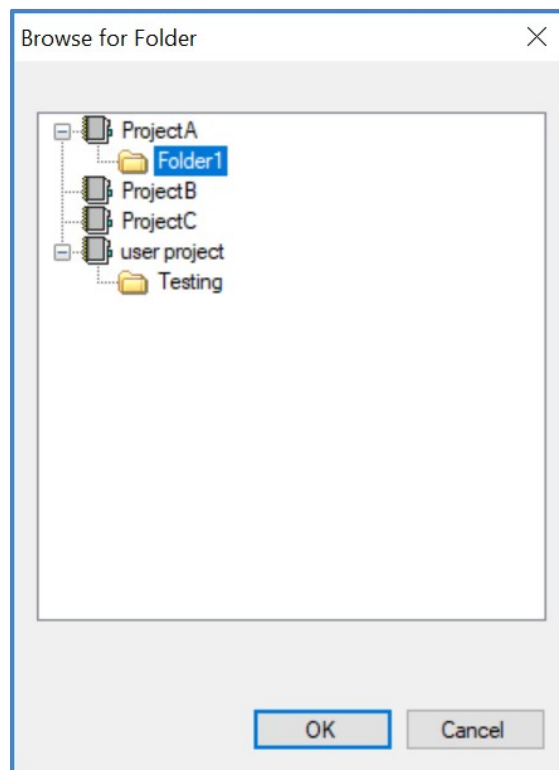 Browse for Folder
ProjectA
Folder1
ProjectB
ProjectC
user project
Testing
OK
Cancel